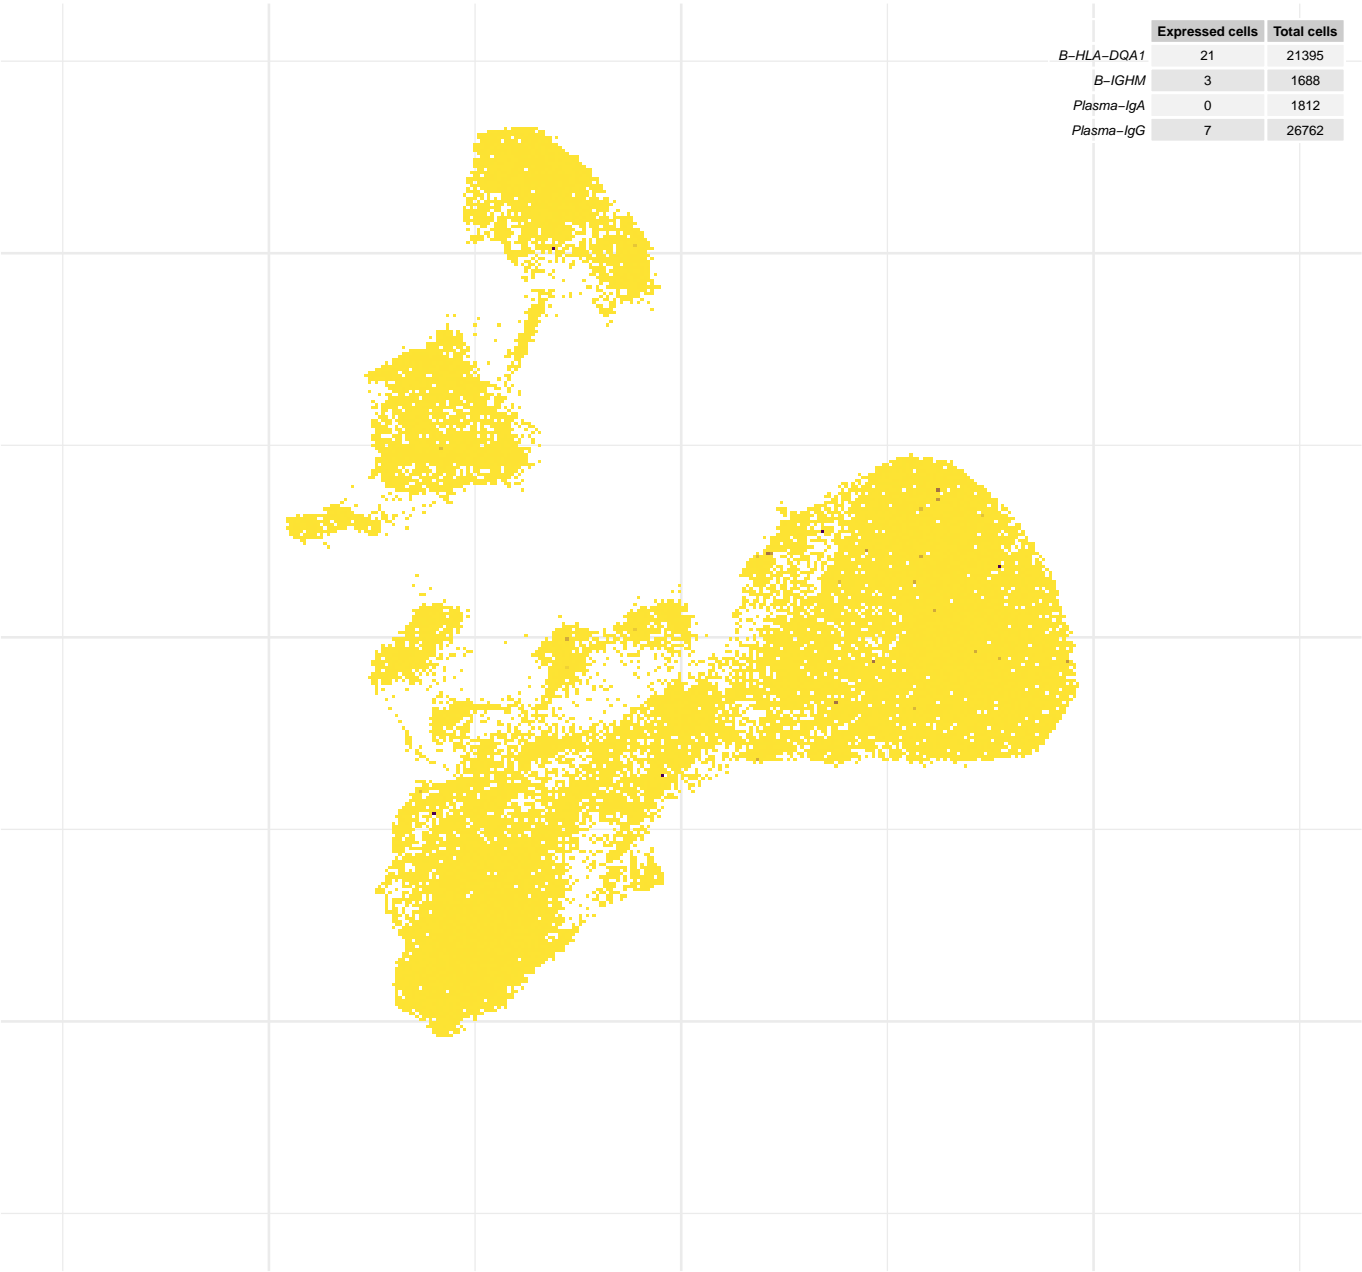 Expressed cells Total cells
B−HLA−DQA1 21 21395
B−IGHM 3 1688
Plasma−IgA 0 1812
Plasma−IgG 7 26762